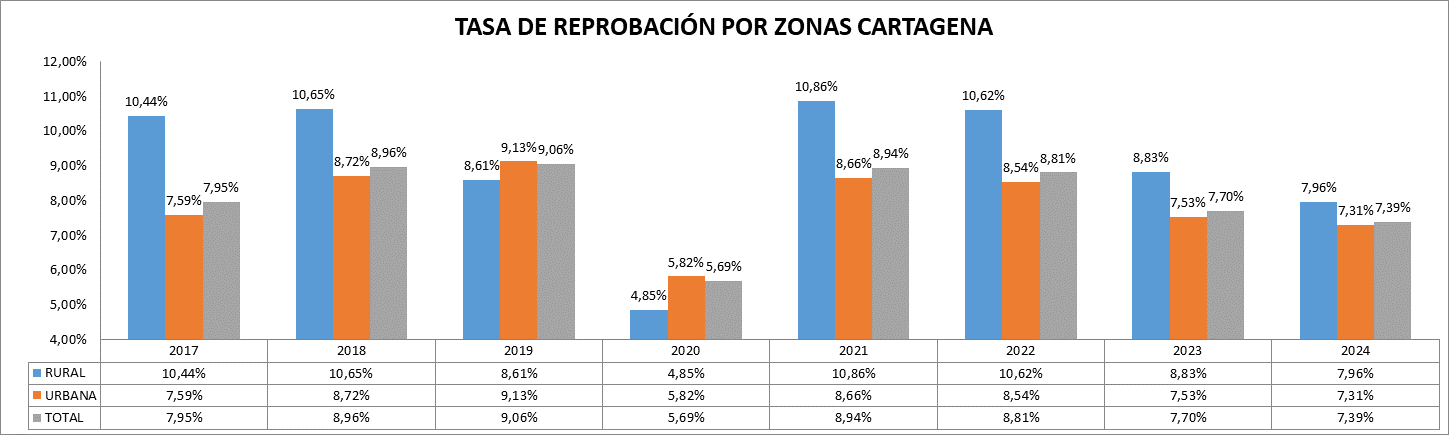 TASA DE REPROBACIÓN POR ZONAS CARTAGENA
12,00%
11,00%
10,00%
9,00%
8,00%
7,00%
6,00%
5,00%
4,00%
10,44% 7,59% 7,95%
10,65% 8,72% 8,96%
8,61% 9,13% 9,06%
4,85% 5,82% 5,69%
10,86% 8,66% 8,94%
10,62% 8,54% 8,81%
8,83% 7,53% 7,70%
7,96% 7,31% 7,39%
2017 2018 2019 2020 2021 2022 2023 2024
RURAL 10,44% 10,65% 8,61% 4,85% 10,86% 10,62% 8,83% 7,96%
URBANA 7,59% 8,72% 9,13% 5,82% 8,66% 8,54% 7,53% 7,31%
TOTAL 7,95% 8,96% 9,06% 5,69% 8,94% 8,81% 7,70% 7,39%